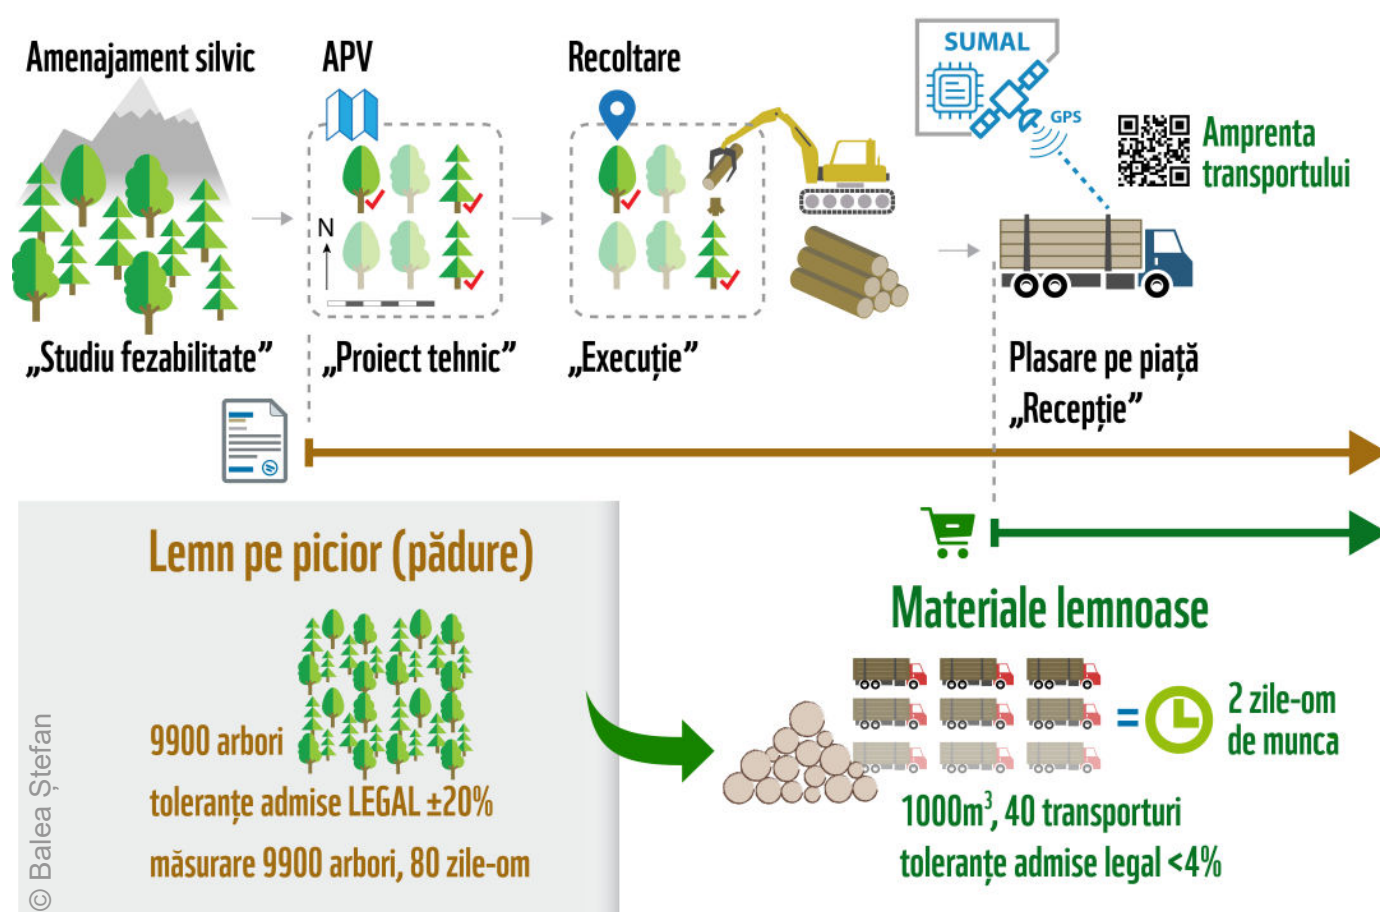 Amenajament silvic
APV
Recoltare
SUMAL
GPS
Amprenta
transportului
N
„Studiu fezabilitate”
„Proiect tehnic”
„Execuție”
Plasare pe piață
„Recepție”
Lemn pe picior (pădure)
9900 arbori
toleranțe admise LEGAL ±20%
măsurare 9900 arbori, 80 zile-om
Materiale lemnoase
=
2 zile-om
de munca
1000m³, 40 transporturi
toleranțe admise legal <4%
© Balea Ștefan